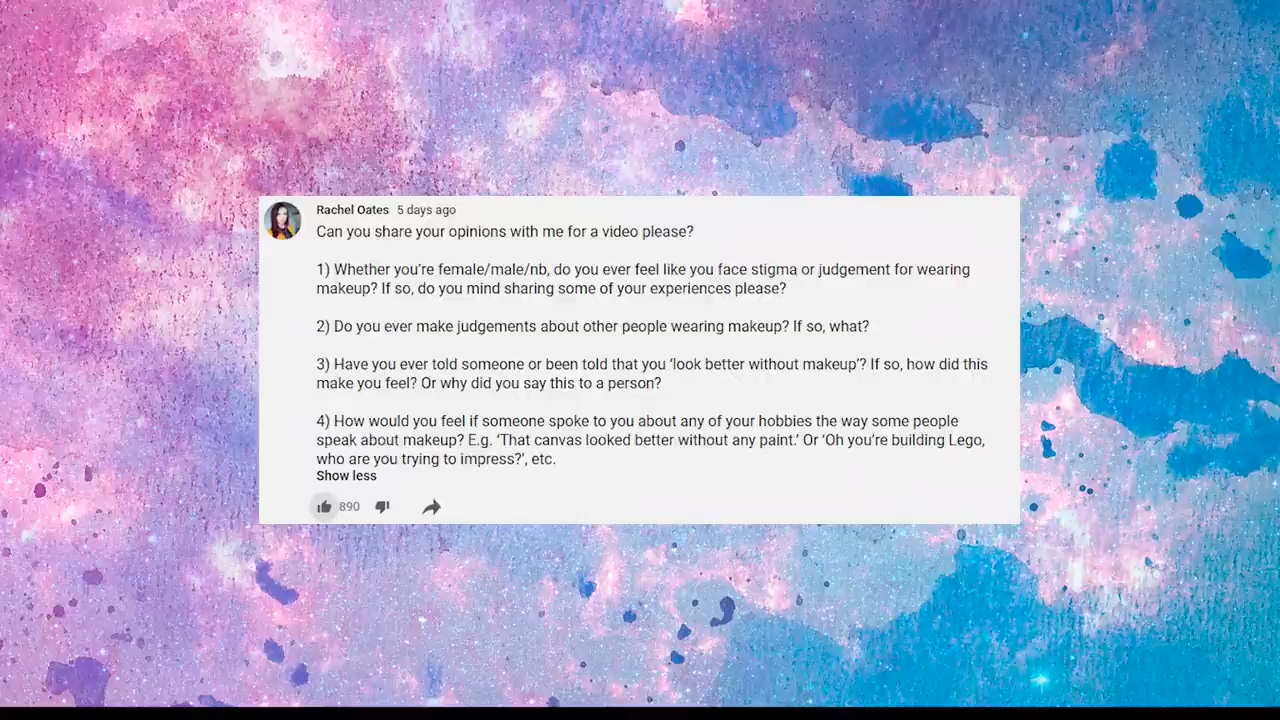 Rachel Oates 5 days ago
Can you share your opinions with me for a video please?
1) Whether you're female/male/nb, do you ever feel like you face stigma or judgement for wearing
makeup? If so, do you mind sharing some of your experiences please?
2) Do you ever make judgements about other people wearing makeup? If so, what?
3) Have you ever told someone or been told that you 'look better without makeup'? If so, how did this
make you feel? Or why did you say this to a person?
4) How would you feel if someone spoke to you about any of your hobbies the way some people
speak about makeup? E.g. 'That canvas looked better without any paint.' Or 'Oh you're building Lego,
who are you trying to impress?', etc.
Show less
890